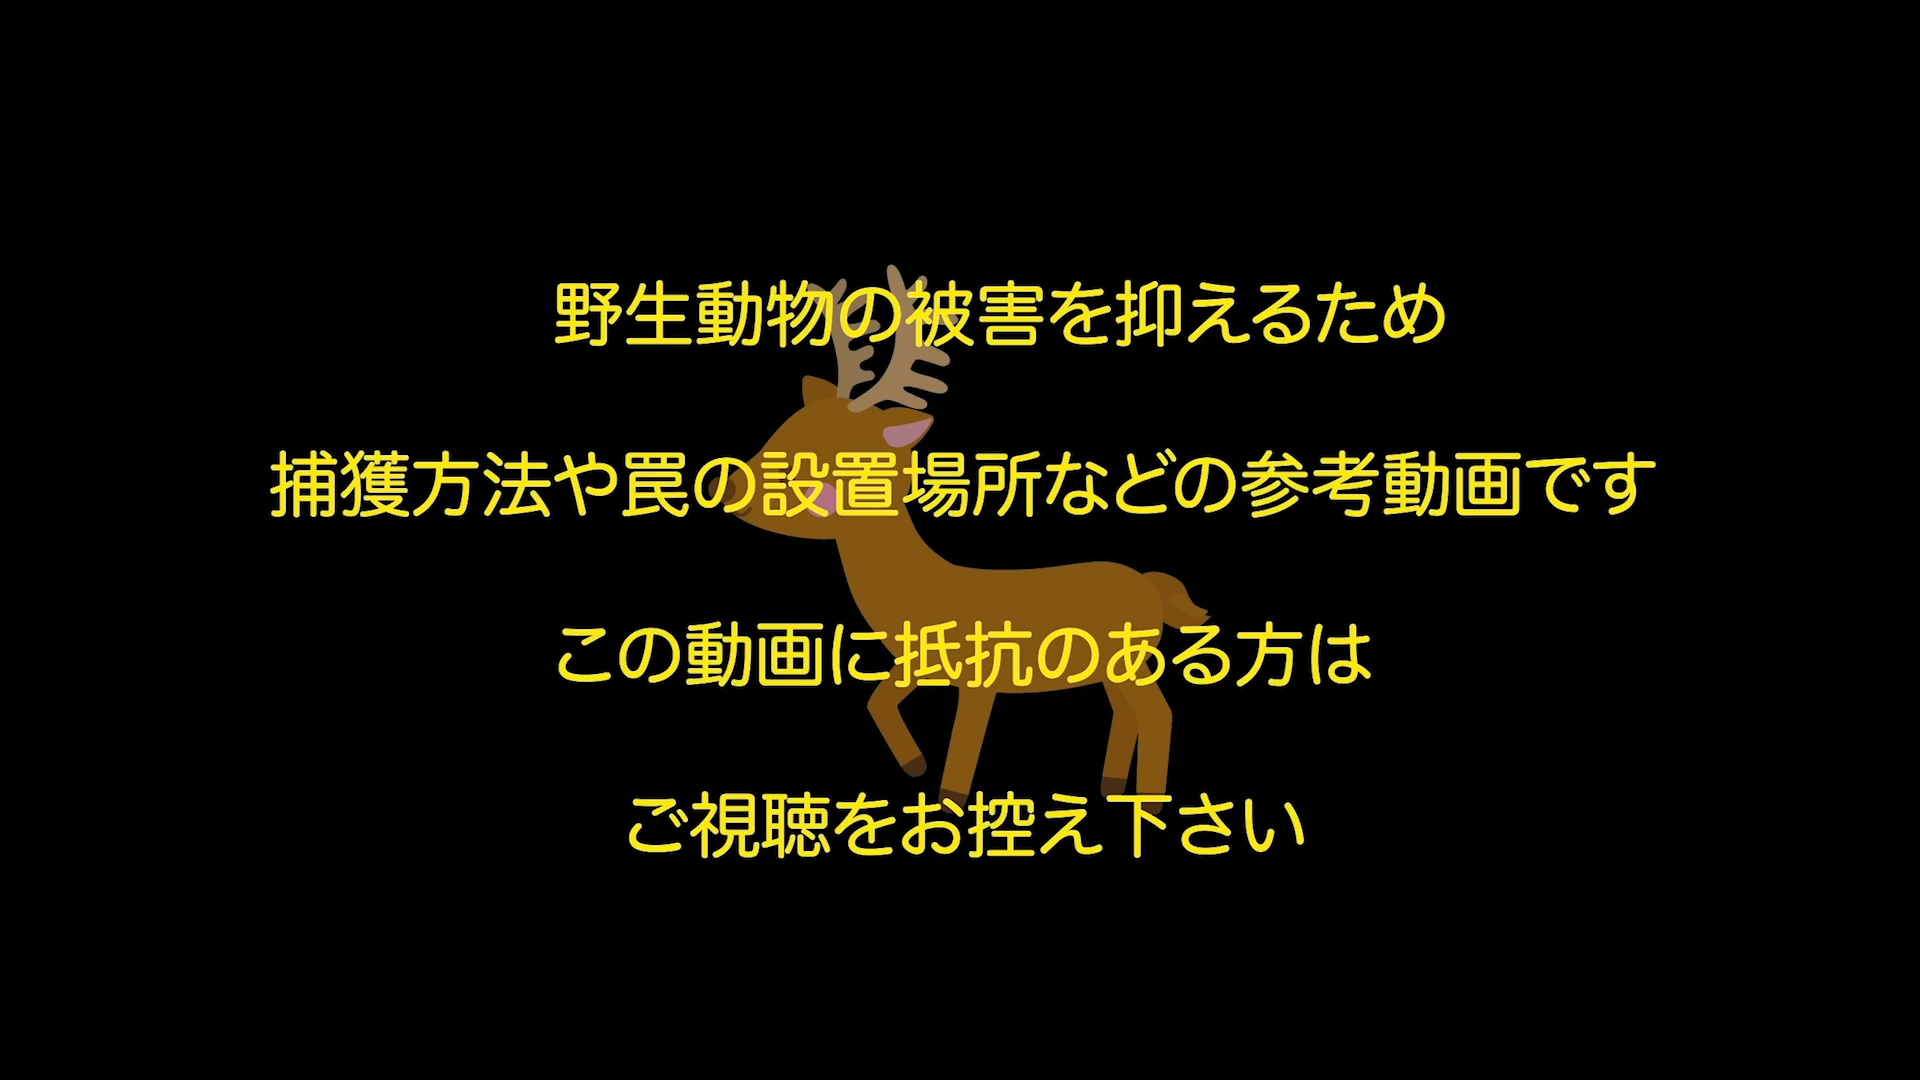 野生動物の被害を抑えるため
捕獲方法や罠の設置場所などの参考動画です
この動画に抵抗のある方は
ご視聴をお控え下さい